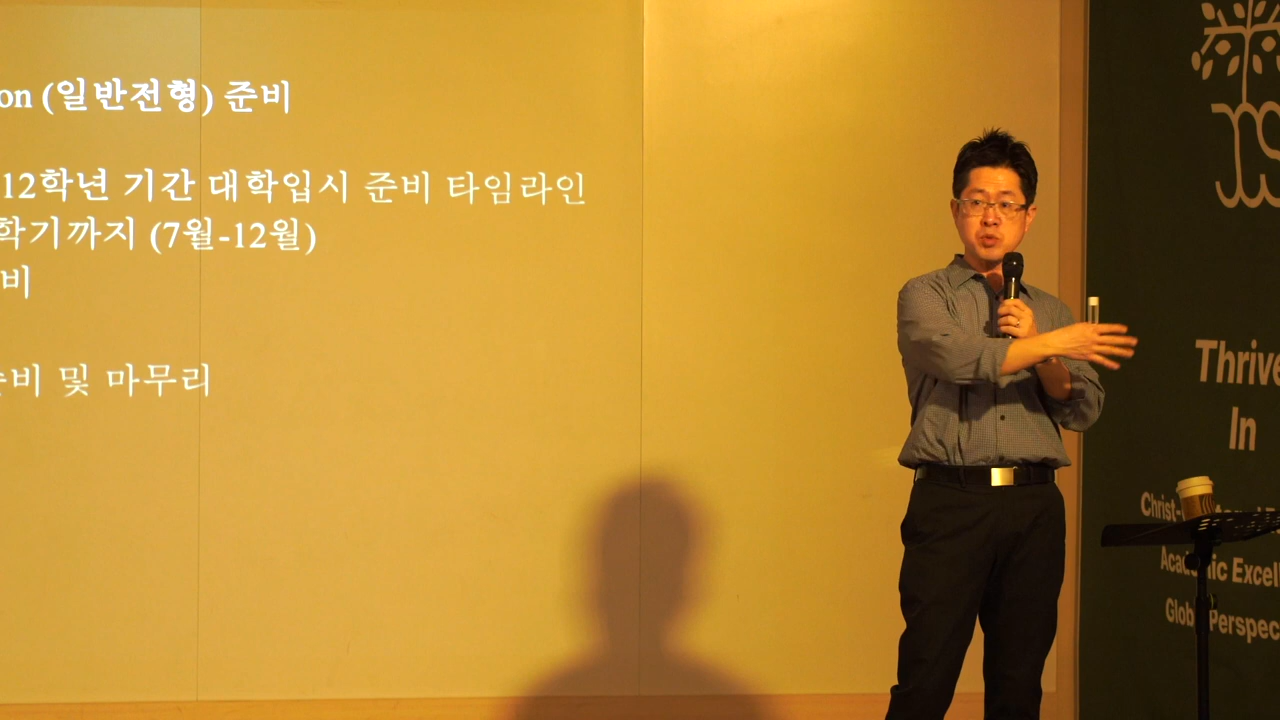 on (일반전형) 준비
12학년 기간 대학입시 준비 타임라인
학기까지 (7월-12월)
비
준비 및 마무리
Thrive
In
Christ-
Academic Excel
Global Perspec